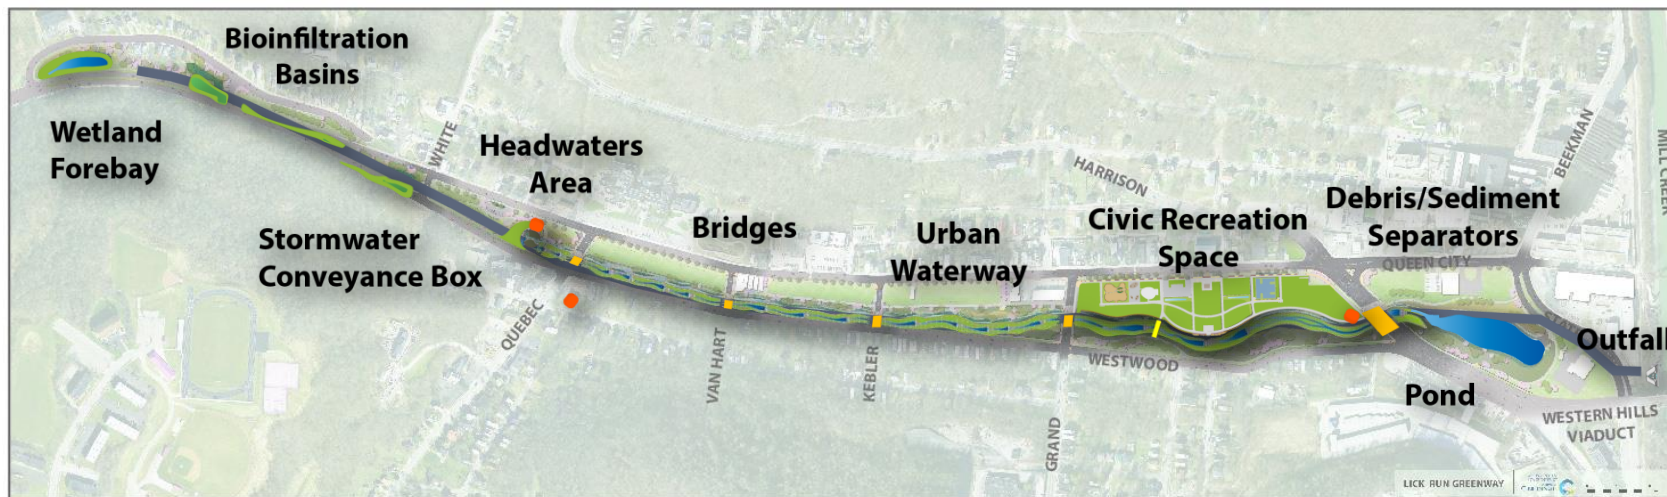 Bioinfiltration
Basins
Wetland
Forebay
WHITE
Headwaters
Area
Stormwater
Conveyance Box
QUEBEC
Bridges
VAN HART
Urban
Waterway
KEBLER
HARRISON
Civic Recreation
Space
GRAND
WESTWOOD
Debris/Sediment
Separators
QUEEN CITY
BEEKMAN
MILL CREEK
Outfall
Pond
WESTERN HILLS
VIADUCT
LICK RUN GREENWAY